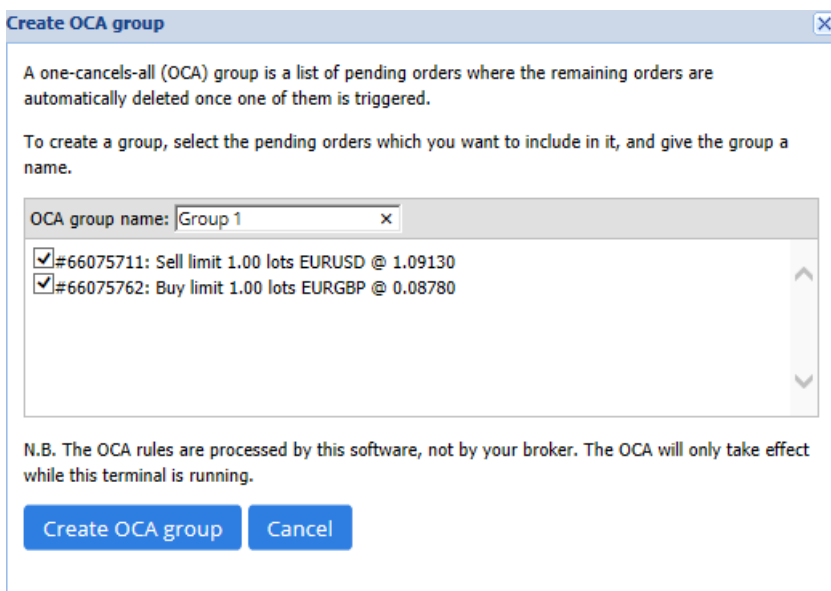 Create OCA group
A one-cancels-all (OCA) group is a list of pending orders where the remaining orders are
automatically deleted once one of them is triggered.
To create a group, select the pending orders which you want to include in it, and give the group a
name.
OCA group name: Group 1
#66075711: Sell limit 1.00 lots EURUSD @ 1.09130
#66075762: Buy limit 1.00 lots EURGBP @ 0.08780
N.B. The OCA rules are processed by this software, not by your broker. The OCA will only take effect
while this terminal is running.
Create OCA group Cancel